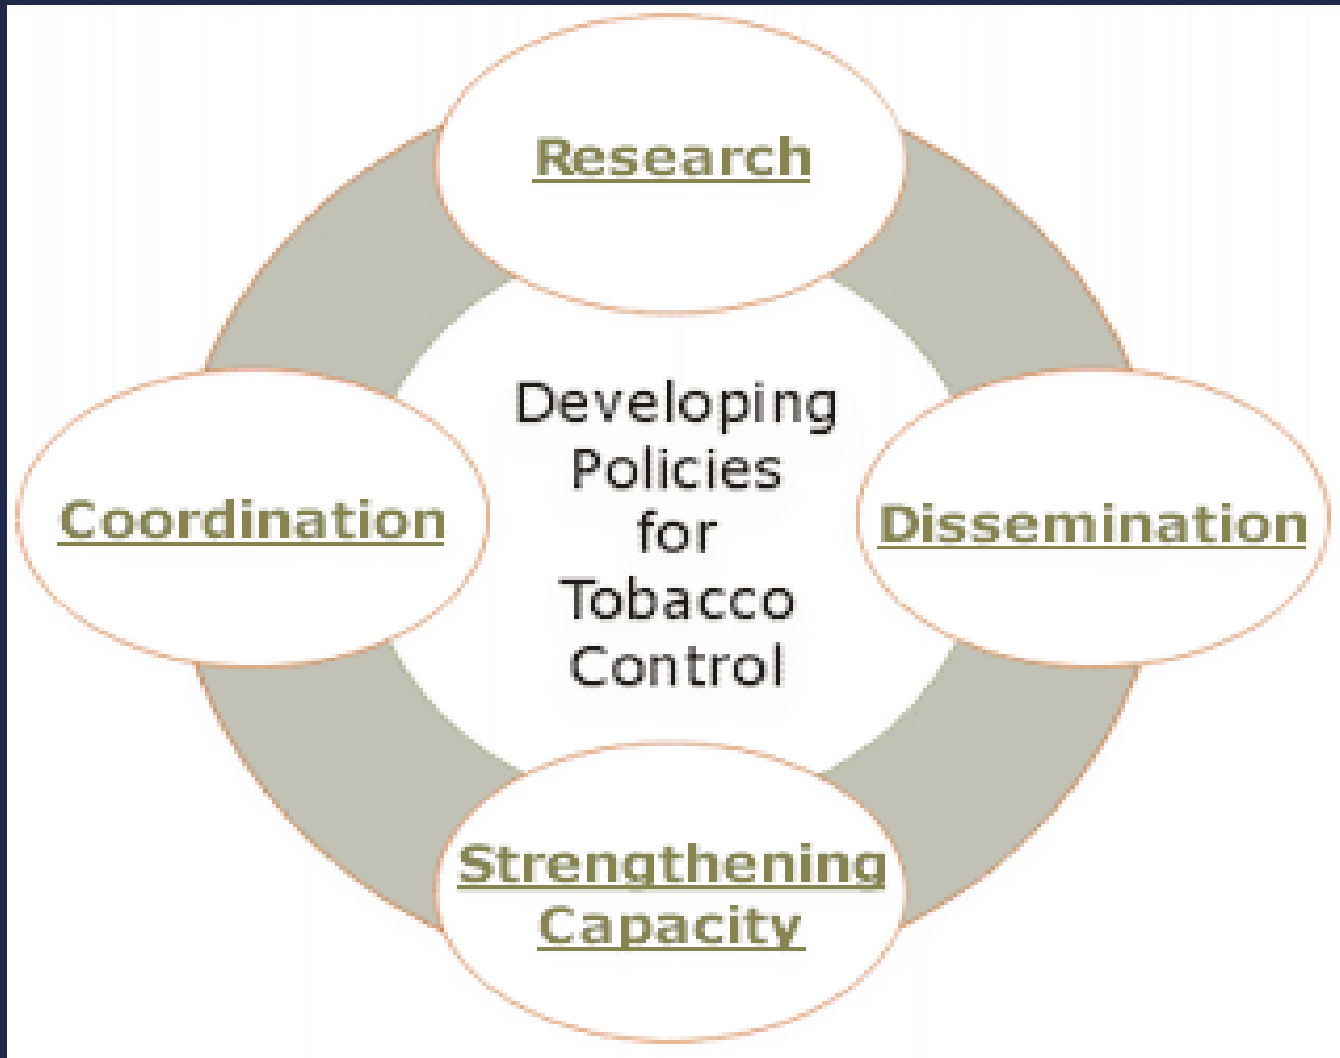 Research
Developing
Policies
for
Tobacco
Control
Coordination
Dissemination
Strengthening
Capacity